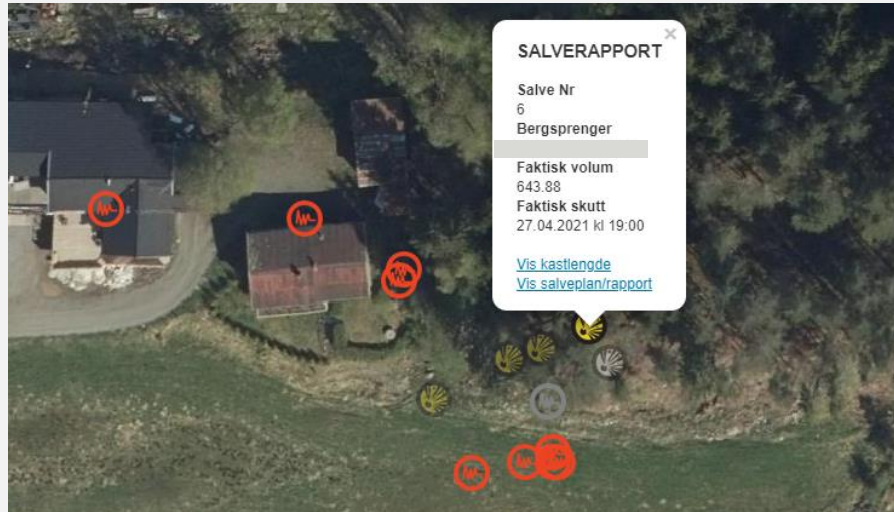 ×
SALVERAPPORT
Salve Nr
6
Bergsprenger
Faktisk volum
643.88
Faktisk skutt
27.04.2021 kl 19:00
Vis kastlengde
Vis salveplan/rapport